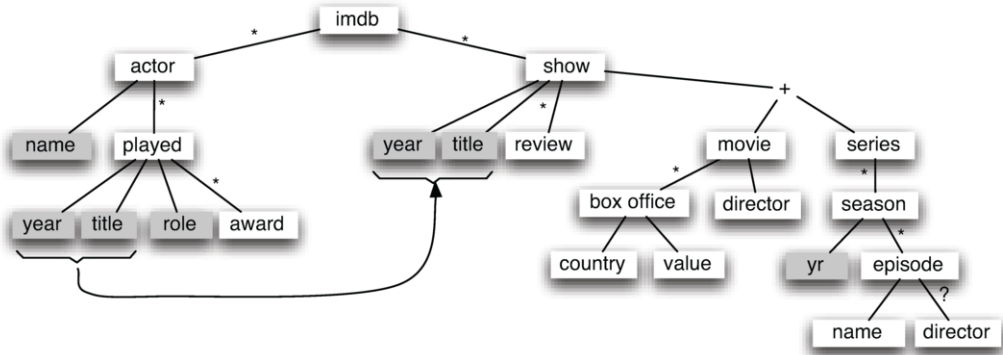 imdb
* *
actor show +
* *
name played year title review movie series
* * *
year title role award box office director season
*
country value yr episode
?
name director